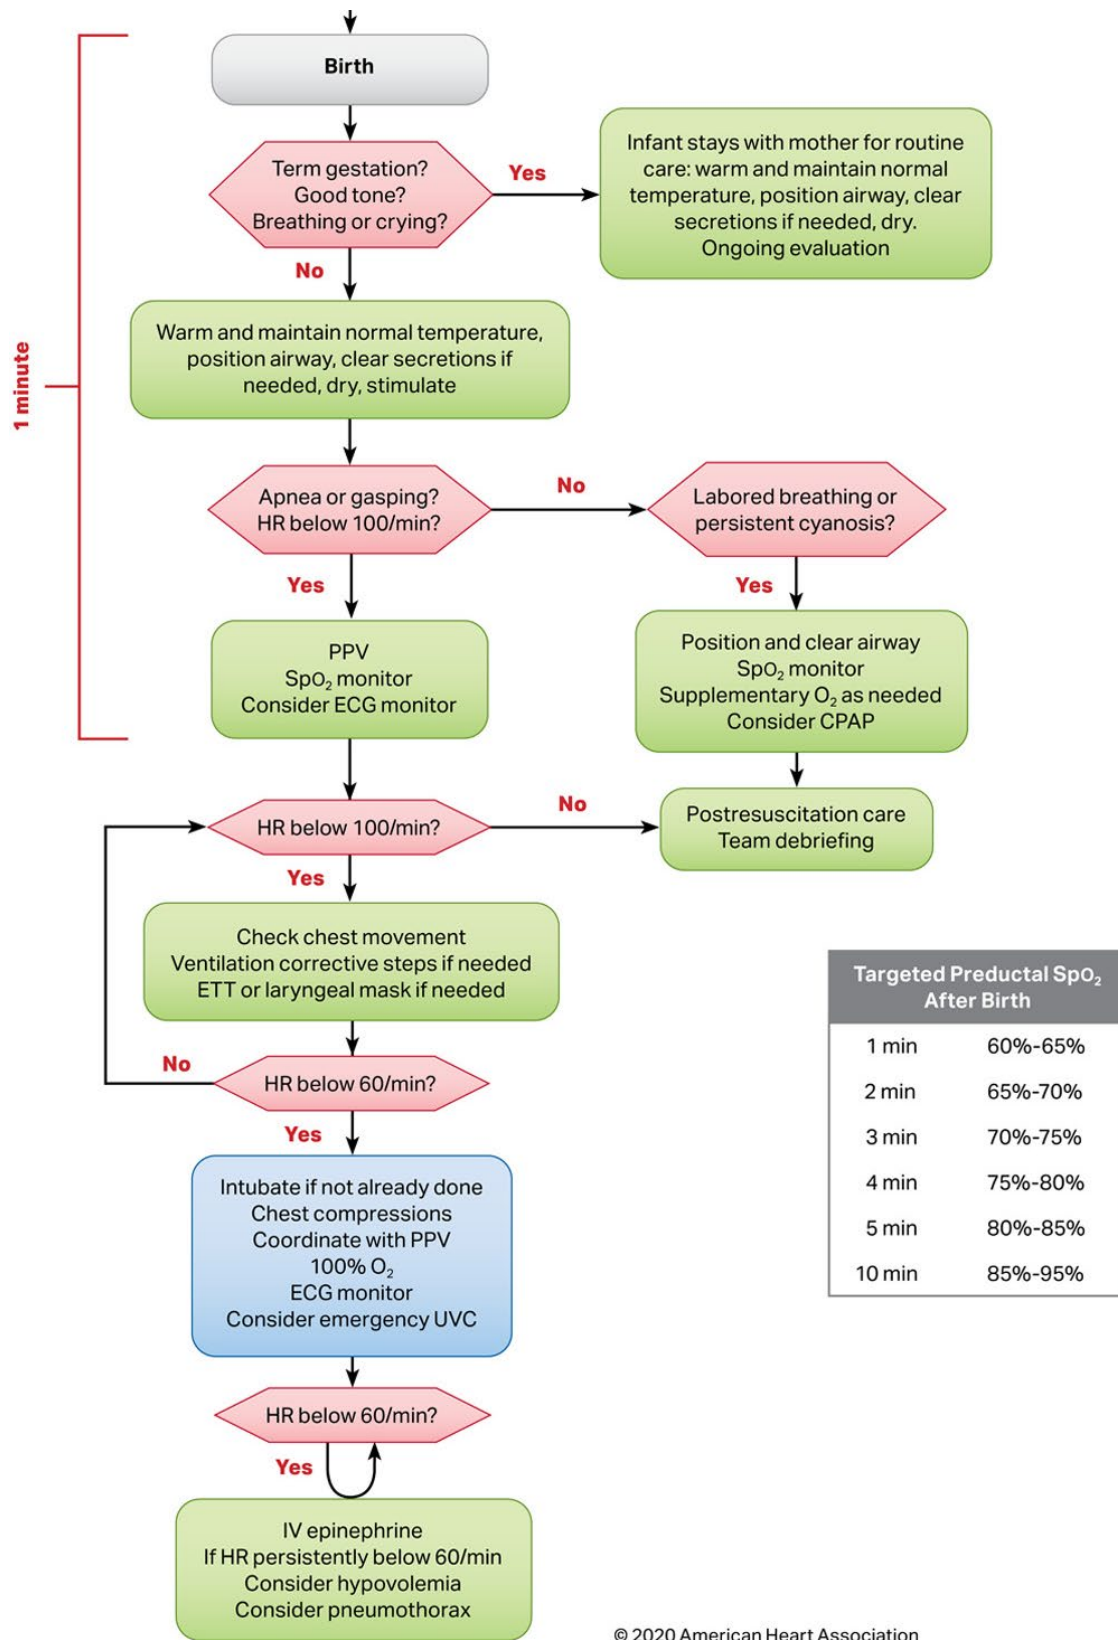 Birth
Term gestation?
Good tone?
Breathing or crying?
Yes
Infant stays with mother for routine
care: warm and maintain normal
temperature, position airway, clear
secretions if needed, dry.
Ongoing evaluation
No
Warm and maintain normal temperature,
position airway, clear secretions if
needed, dry, stimulate
1 minute
Apnea or gasping?
HR below 100/min?
No
Labored breathing or
persistent cyanosis?
Yes
Yes
PPV
SpO₂ monitor
Consider ECG monitor
Position and clear airway
SpO₂ monitor
Supplementary O₂ as needed
Consider CPAP
HR below 100/min?
No
Postresuscitation care
Team debriefing
Yes
Check chest movement
Ventilation corrective steps if needed
ETT or laryngeal mask if needed
HR below 60/min?
No
Yes
Intubate if not already done
Chest compressions
Coordinate with PPV
100% O₂
ECG monitor
Consider emergency UVC
HR below 60/min?
Yes
IV epinephrine
If HR persistently below 60/min
Consider hypovolemia
Consider pneumothorax
Targeted Preductal SpO₂
After Birth
1 min 60%-65%
2 min 65%-70%
3 min 70%-75%
4 min 75%-80%
5 min 80%-85%
10 min 85%-95%
© 2020 American Heart Association